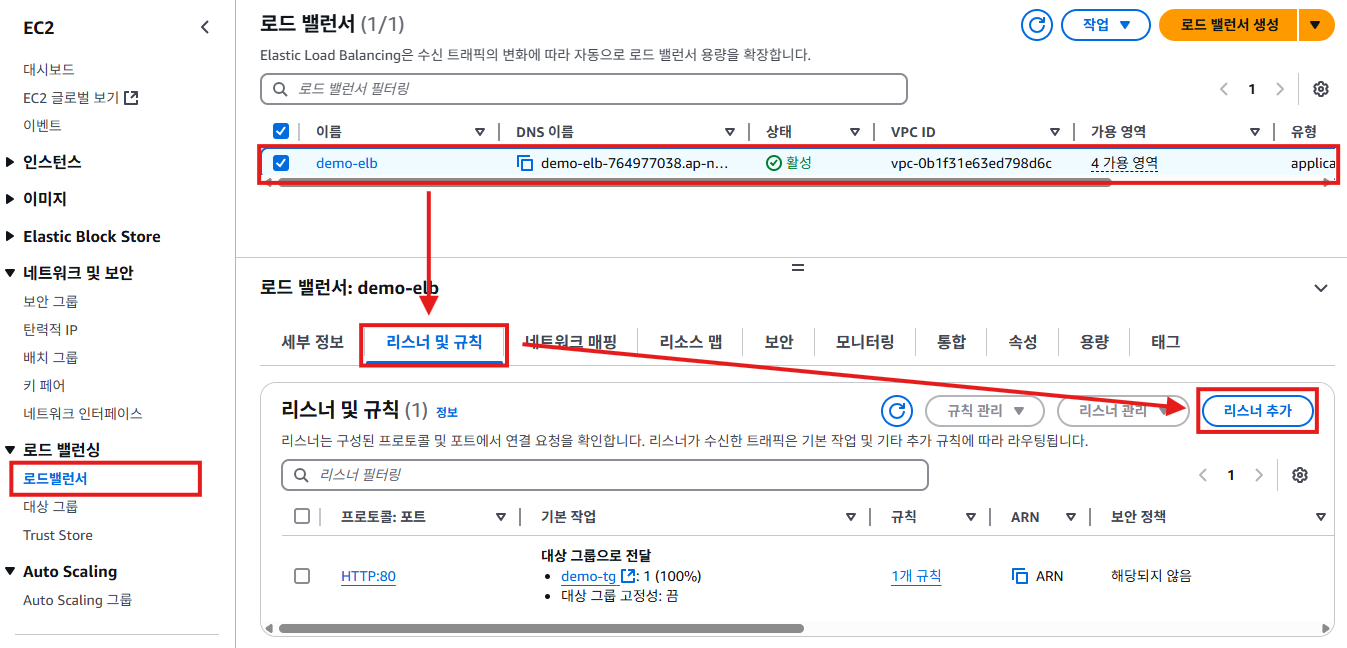 EC2
대시보드
EC2 글로벌 보기
이벤트
인스턴스
이미지
Elastic Block Store
네트워크 및 보안
보안 그룹
탄력적 IP
배치 그룹
키 페어
네트워크 인터페이스
로드 밸런싱
로드밸런서
대상 그룹
Trust Store
Auto Scaling
Auto Scaling 그룹
로드 밸런서 (1/1)
작업
로드 밸런서 생성
Elastic Load Balancing은 수신 트래픽의 변화에 따라 자동으로 로드 밸런서 용량을 확장합니다.
로드 밸런서 필터링
1
이름 DNS 이름 상태 VPC ID 가용 영역 유형
demo-elb demo-elb-764977038.ap-n... 활성 vpc-0b1f31e63ed798d6c 4 가용 영역 applica
로드 밸런서: demo-elb
세부 정보 리스너 및 규칙 네트워크 매핑 리소스 맵 보안 모니터링 통합 속성 용량 태그
리스너 및 규칙 (1) 정보
규칙 관리 리스너 관리 리스너 추가
리스너는 구성된 프로토콜 및 포트에서 연결 요청을 확인합니다. 리스너가 수신한 트래픽은 기본 작업 및 기타 추가 규칙에 따라 라우팅됩니다.
리스너 필터링
1
프로토콜: 포트 기본 작업 규칙 ARN 보안 정책
대상 그룹으로 전달
HTTP:80 • demo-tg : 1 (100%) 1개 규칙 ARN 해당되지 않음
• 대상 그룹 고정성: 끔